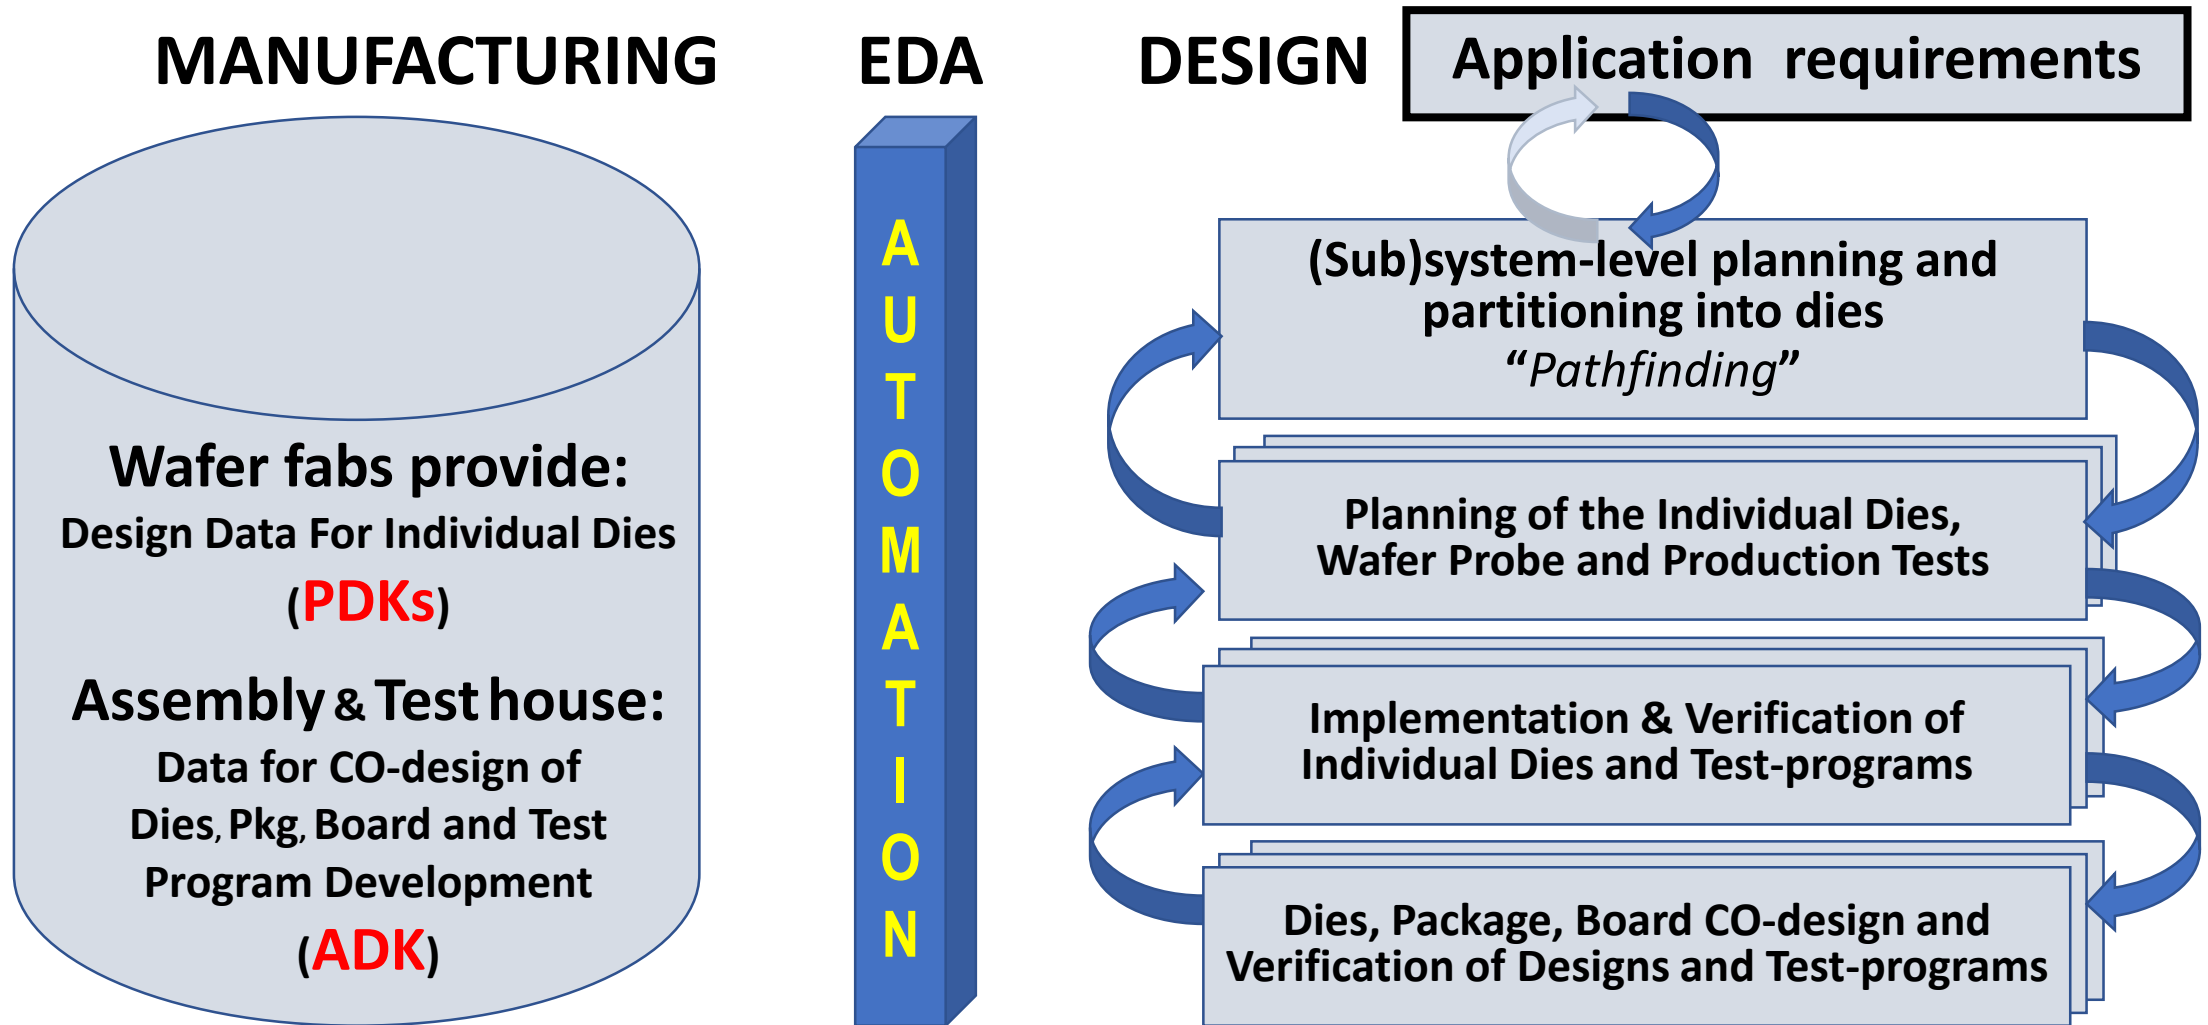 MANUFACTURING
Wafer fabs provide:
Design Data For Individual Dies
(PDKs)
Assembly & Test house:
Data for CO-design of
Dies, Pkg, Board and Test
Program Development
(ADK)
EDA
AUTOMATION
DESIGN
Application requirements
(Sub)system-level planning and
partitioning into dies
“Pathfinding”
Planning of the Individual Dies,
Wafer Probe and Production Tests
Implementation & Verification of
Individual Dies and Test-programs
Dies, Package, Board CO-design and
Verification of Designs and Test-programs